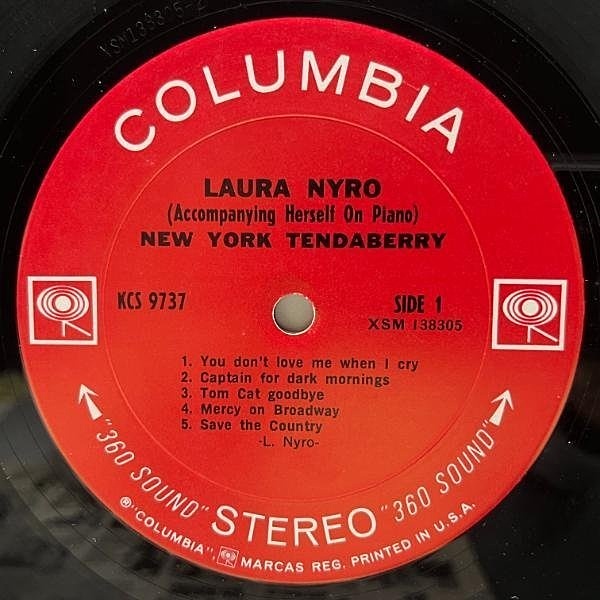 XSM138305-2
COLUMBIA
LAURA NYRO
(Accompanying Herself On Piano)
NEW YORK TENDABERRY
KCS 9737
SIDE 1
XSM 138305
1. You don't love me when I cry
2. Captain for dark mornings
3. Tom Cat goodbye
4. Mercy on Broadway
5. Save the Country
-L. Nyro-
"360 SOUND" STEREO "360 SOUND"
® "COLUMBIA", MARCAS REG. PRINTED IN U.S.A.